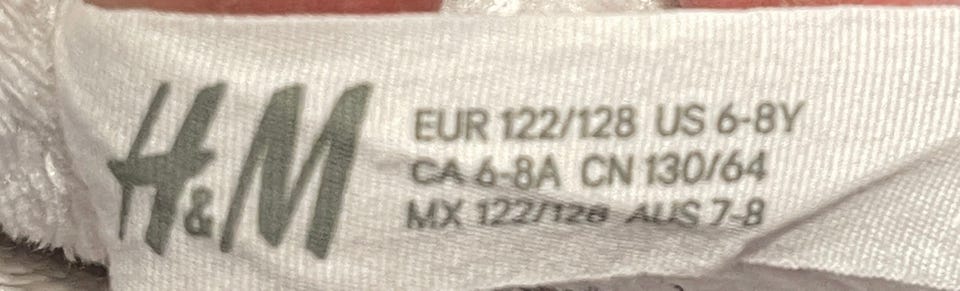 H&M
EUR 122/128 US 6-8Y
CA 6-8A CN 130/64
MX 122/128 AUS 7-8